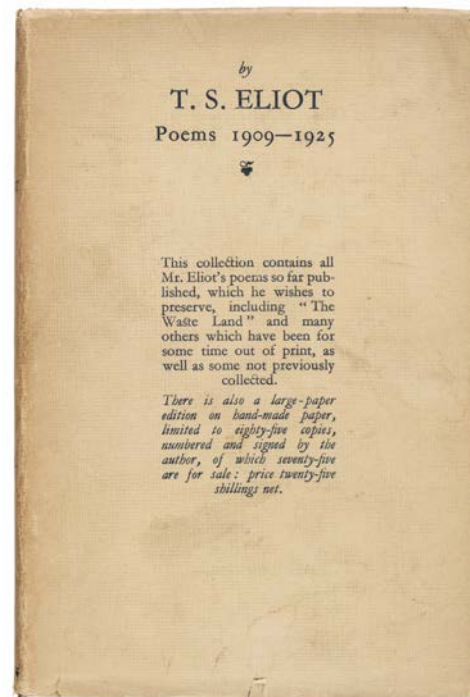 by
T. S. ELIOT
Poems 1909—1925
This collection contains all
Mr. Eliot's poems so far pub-
lished, which he wishes to
preserve, including "The
Waste Land" and many
others which have been for
some time out of print, as
well as some not previously
collected.
There is also a large-paper
edition on hand-made paper,
limited to eighty-five copies,
numbered and signed by the
author, of which seventy-five
are for sale: price twenty-five
shillings net.